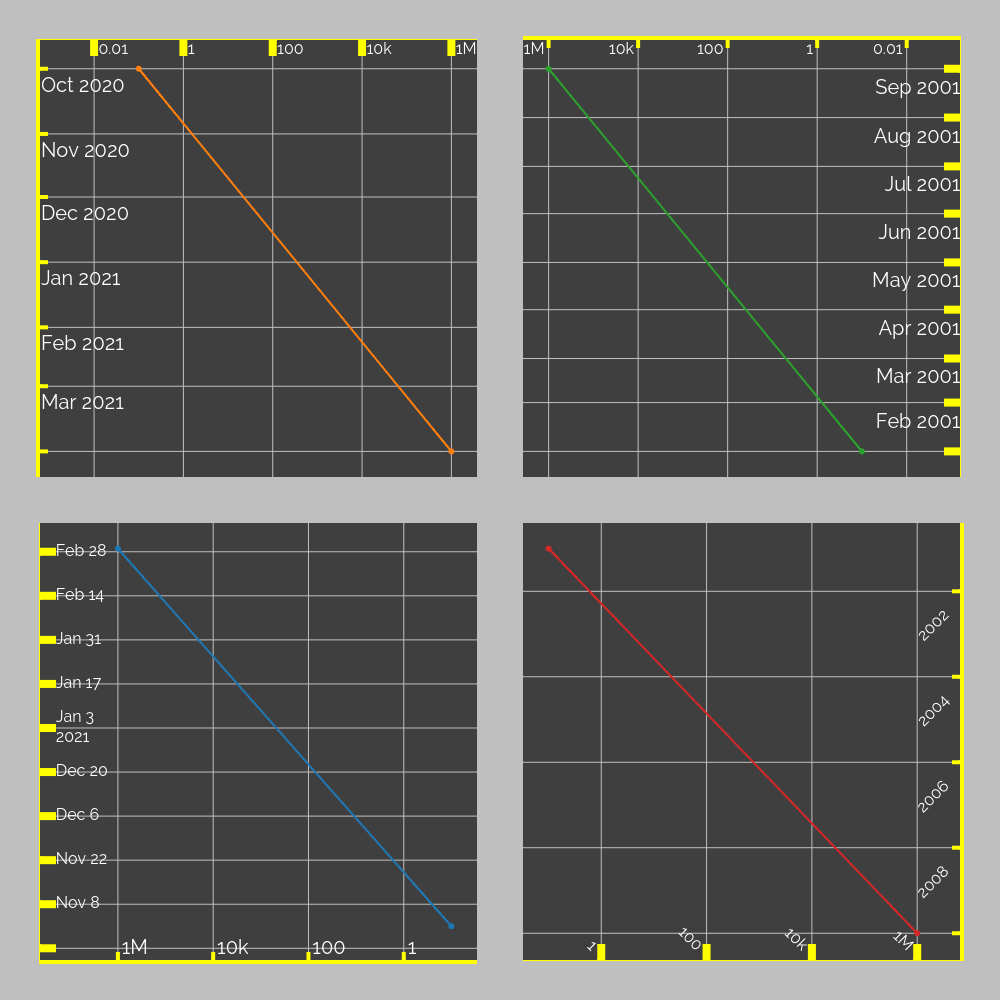 0.01
1
100
10k
1M
Oct 2020
Nov 2020
Dec 2020
Jan 2021
Feb 2021
Mar 2021
1M
10k
100
1
0.01
Sep 2001
Aug 2001
Jul 2001
Jun 2001
May 2001
Apr 2001
Mar 2001
Feb 2001
Feb 28
Feb 14
Jan 31
Jan 17
Jan 3
2021
Dec 20
Dec 6
Nov 22
Nov 8
1M
10k
100
1
2002
2004
2006
2008
1
100
10k
1M